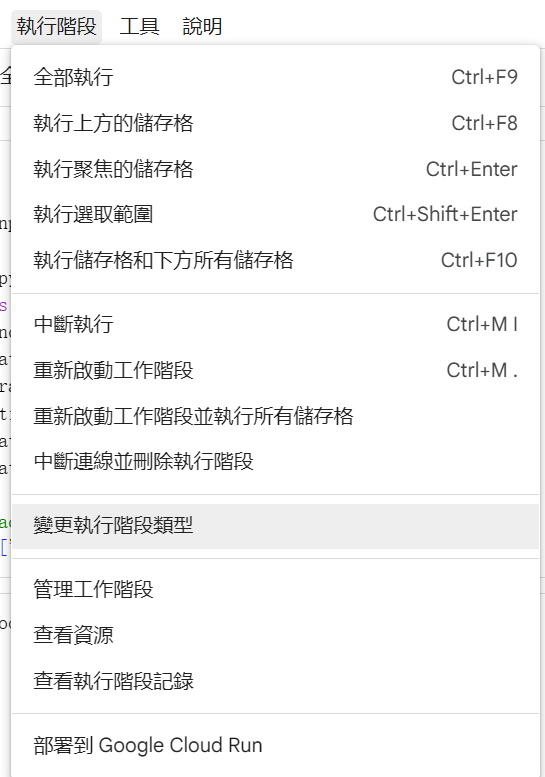 執行階段 工具 說明
全部執行 Ctrl+F9
執行上方的儲存格 Ctrl+F8
執行聚焦的儲存格 Ctrl+Enter
執行選取範圍 Ctrl+Shift+Enter
執行儲存格和下方所有儲存格 Ctrl+F10
中斷執行 Ctrl+M I
重新啟動工作階段 Ctrl+M .
重新啟動工作階段並執行所有儲存格
中斷連線並刪除執行階段
變更執行階段類型
管理工作階段
查看資源
查看執行階段記錄
部署到 Google Cloud Run